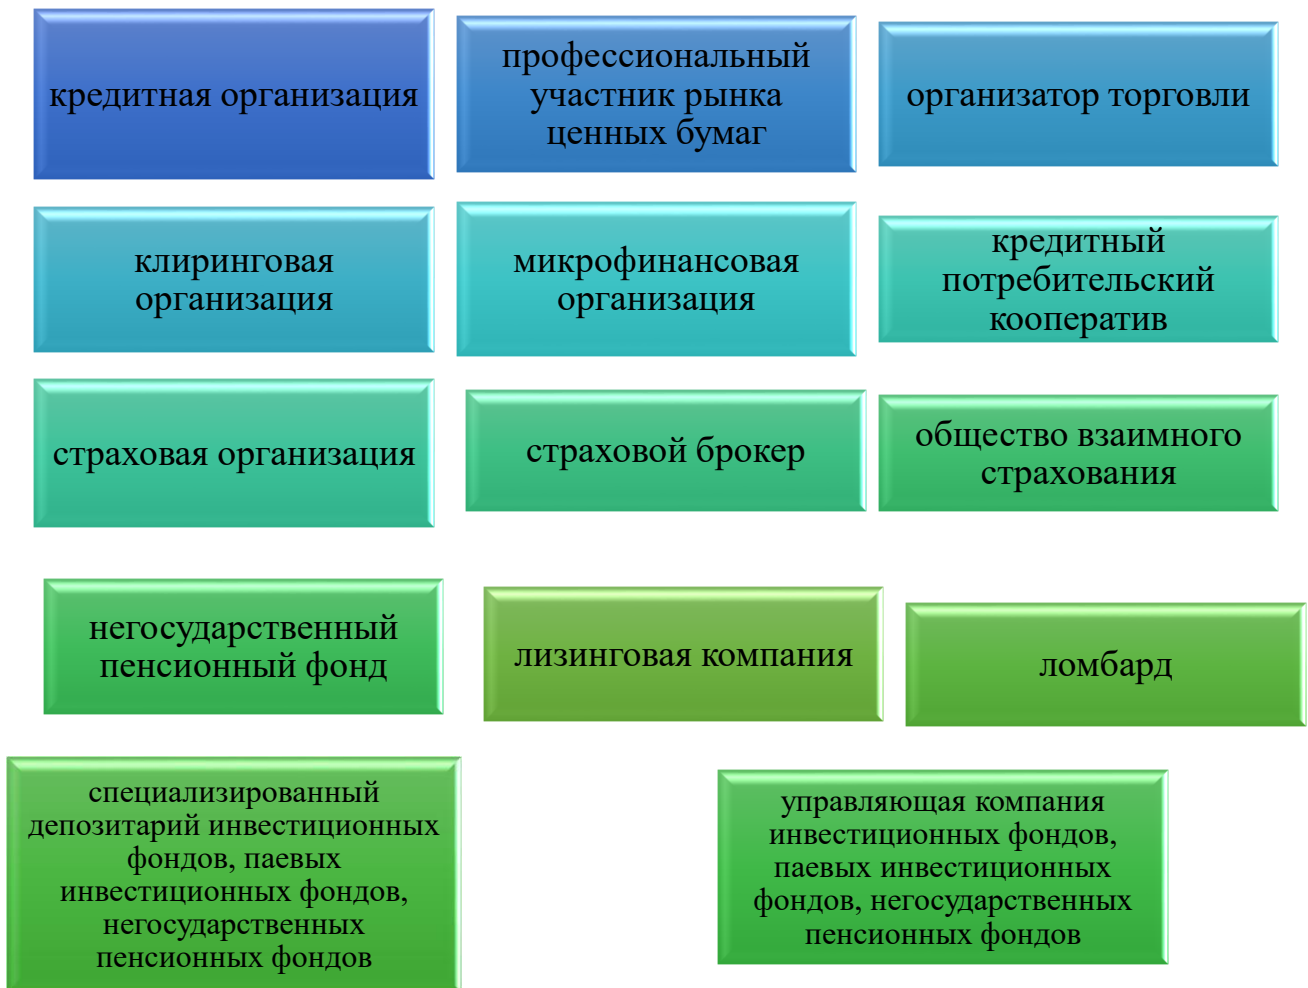 кредитная организация
профессиональный
участник рынка
ценных бумаг
организатор торговли
клиринговая
организация
микрофинансовая
организация
кредитный
потребительский
кооператив
страховая организация
страховой брокер
общество взаимного
страхования
негосударственный
пенсионный фонд
лизинговая компания
ломбард
специализированный
депозитарий инвестиционных
фондов, паевых
инвестиционных фондов,
негосударственных
пенсионных фондов
управляющая компания
инвестиционных фондов,
паевых инвестиционных
фондов, негосударственных
пенсионных фондов